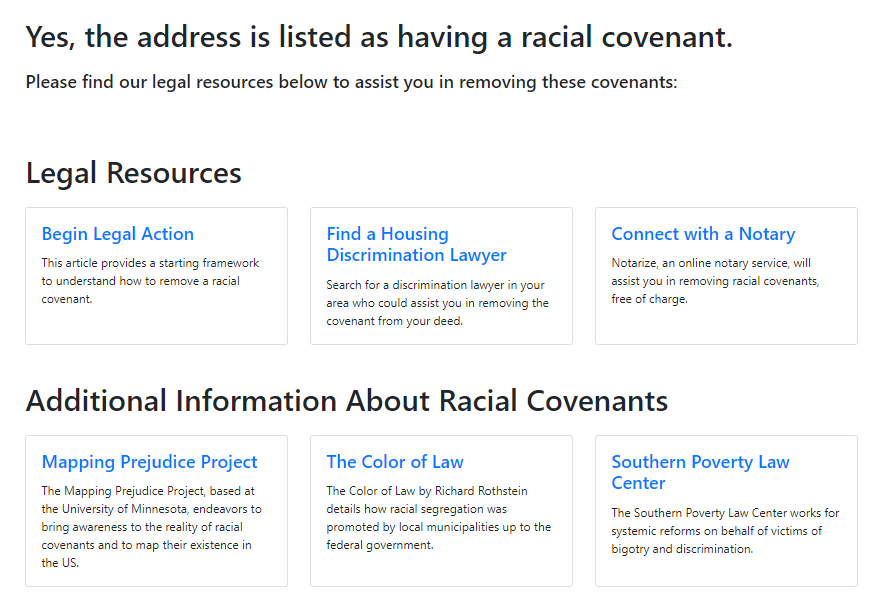 Yes, the address is listed as having a racial covenant.
Please find our legal resources below to assist you in removing these covenants:
Legal Resources
Begin Legal Action
This article provides a starting framework
to understand how to remove a racial
covenant.
Find a Housing
Discrimination Lawyer
Search for a discrimination lawyer in your
area who could assist you in removing the
covenant from your deed.
Connect with a Notary
Notarize, an online notary service, will
assist you in removing racial covenants,
free of charge.
Additional Information About Racial Covenants
Mapping Prejudice Project
The Mapping Prejudice Project, based at
the University of Minnesota, endeavors to
bring awareness to the reality of racial
covenants and to map their existence in
the US.
The Color of Law
The Color of Law by Richard Rothstein
details how racial segregation was
promoted by local municipalities up to the
federal government.
Southern Poverty Law
Center
The Southern Poverty Law Center works for
systemic reforms on behalf of victims of
bigotry and discrimination.